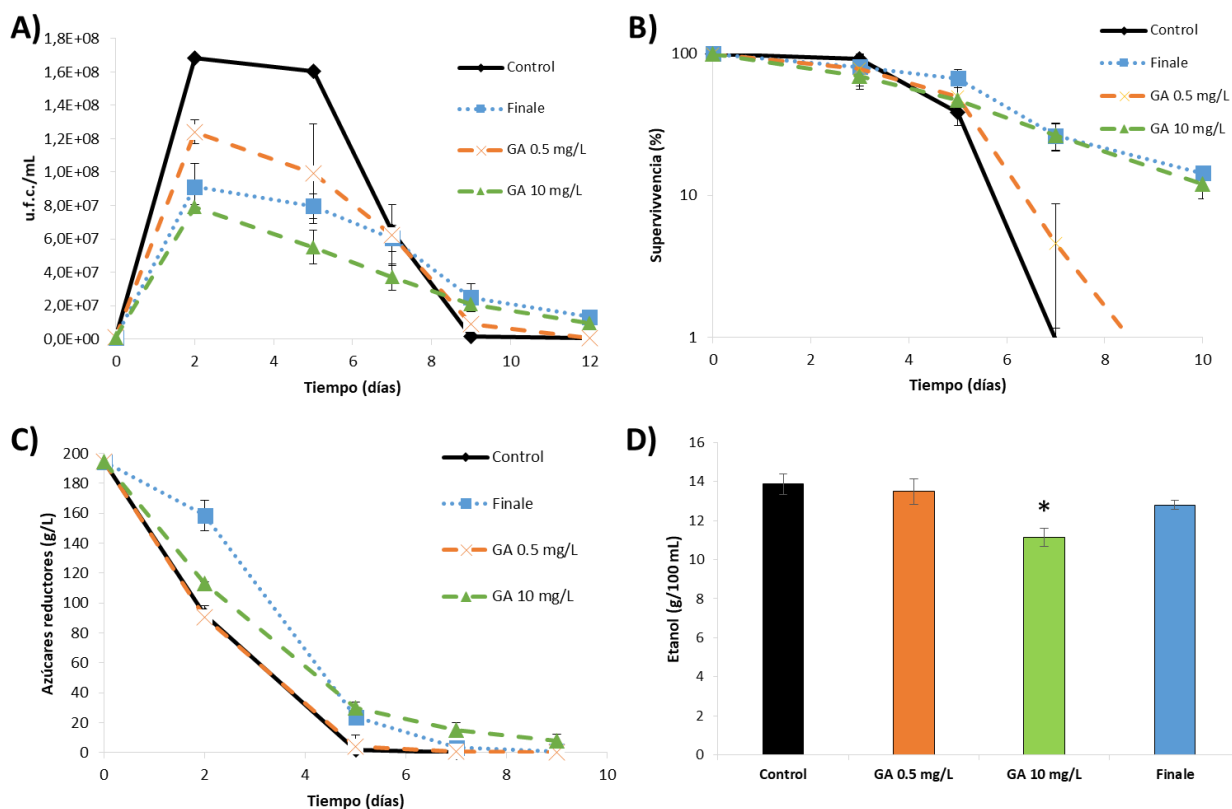 A)
1,8E+08
1,6E+08
1,4E+08
1,2E+08
1,0E+08
8,0E+07
6,0E+07
4,0E+07
2,0E+07
0,0E+00
u.f.c./mL
0 2 4 6 8 10 12
Tiempo (días)
Control
Finale
GA 0.5 mg/L
GA 10 mg/L
B)
100
10
1
Supervivvencia (%)
0 2 4 6 8 10
Tiempo (días)
Control
Finale
GA 0.5 mg/L
GA 10 mg/L
C)
200
180
160
140
120
100
80
60
40
20
0
Azúcares reductores (g/L)
0 2 4 6 8 10
Tiempo (días)
Control
Finale
GA 0.5 mg/L
GA 10 mg/L
D)
16
14
12
10
8
6
4
2
0
Etanol (g/100 mL)
*
Control GA 0.5 mg/L GA 10 mg/L Finale